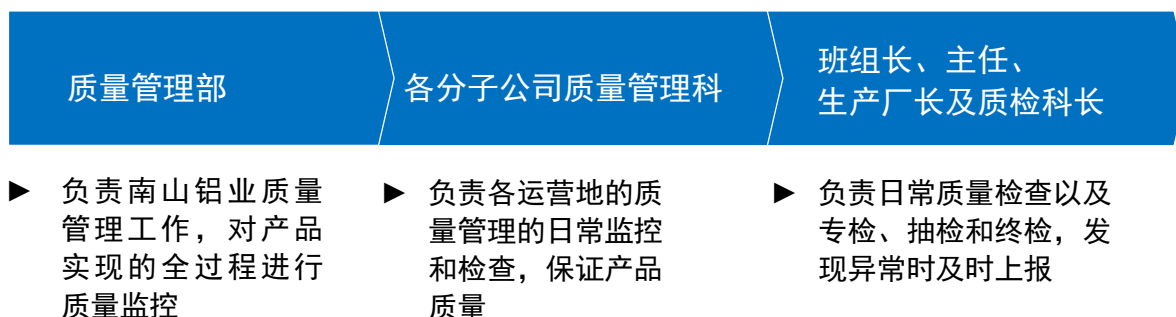 质量管理部
各分子公司质量管理科
班组长、主任、
生产厂长及质检科长
► 负责南山铝业质量
管理工作，对产品
实现的全过程进行
质量监控
► 负责各运营地的质
量管理的日常监控
和检查，保证产品
质量
► 负责日常质量检查以及
专检、抽检和终检，发
现异常时及时上报